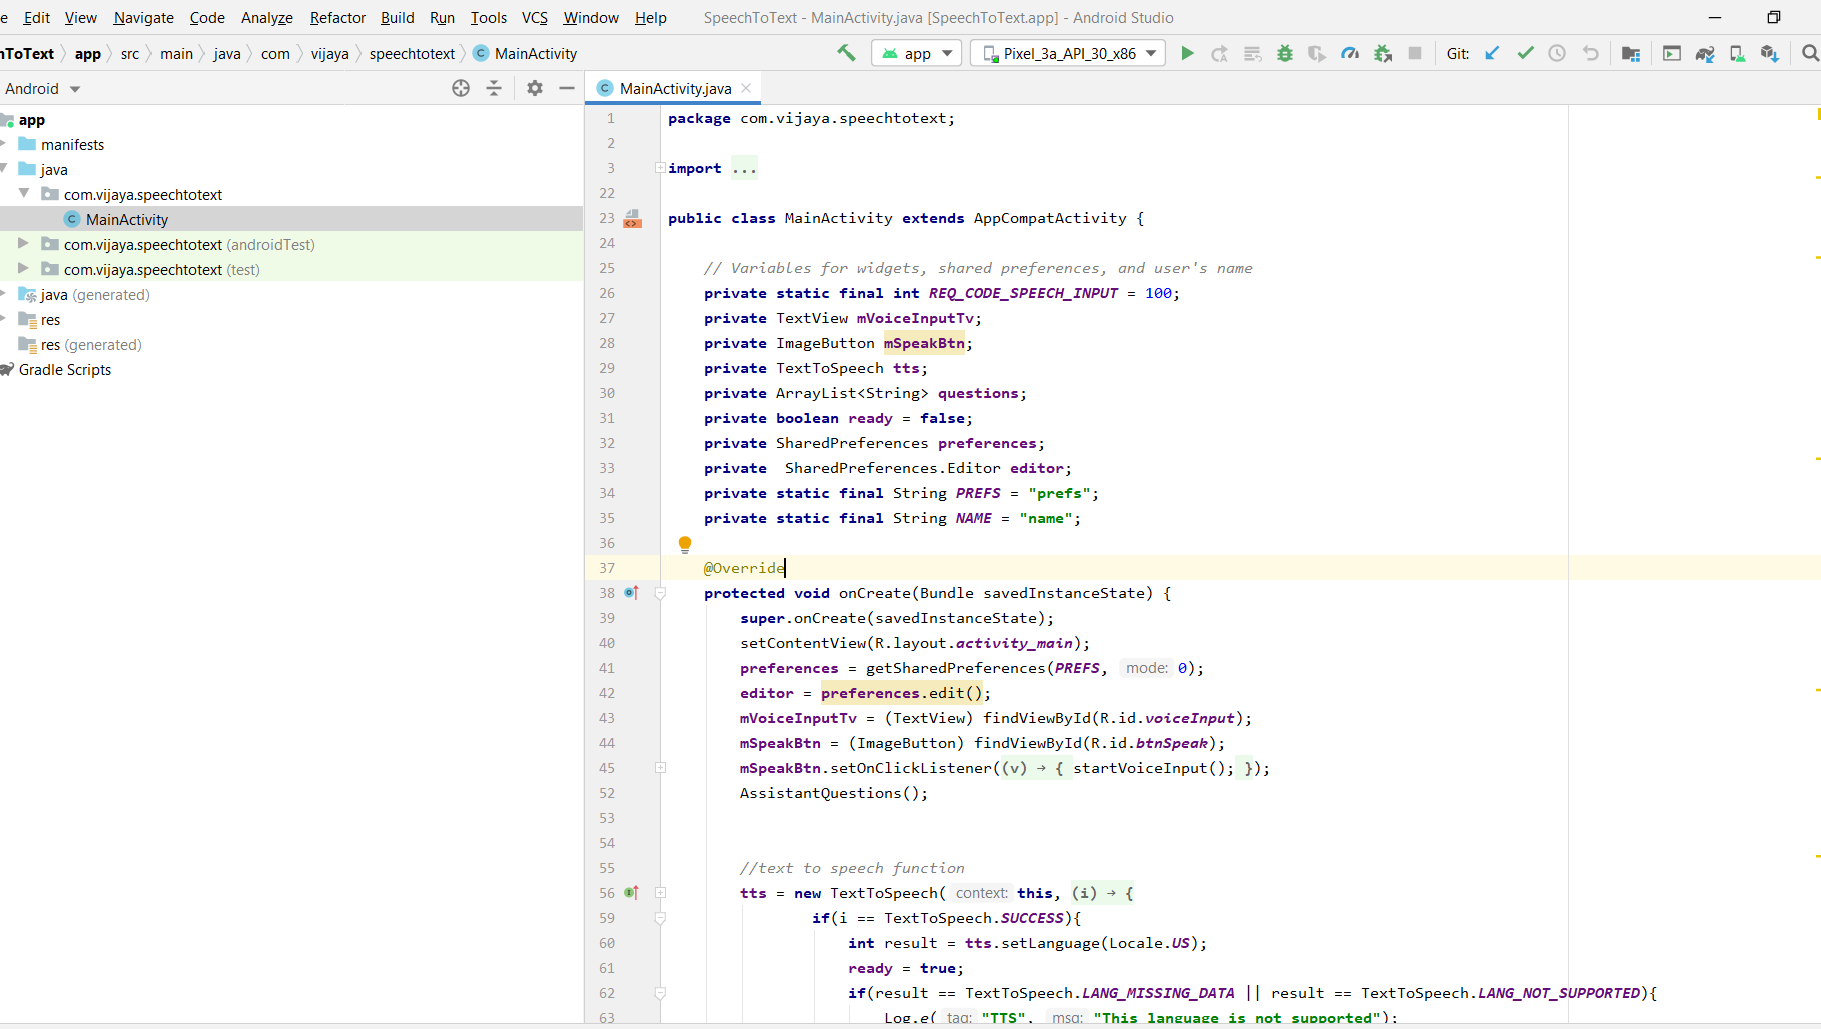 e Edit View Navigate Code Analyze Refactor Build Run Tools VCS Window Help SpeechToText - MainActivity.java [SpeechToText.app] - Android Studio
hToText app src main java com vijaya speechtotext C MainActivity app Pixel_3a_API_30_x86 Git:
Android
C MainActivity.java
app
manifests
java
com.vijaya.speechtotext
C MainActivity
com.vijaya.speechtotext (androidTest)
com.vijaya.speechtotext (test)
java (generated)
res
res (generated)
Gradle Scripts
1 package com.vijaya.speechtotext;
2
3 import ...
22
23 public class MainActivity extends AppCompatActivity {
24
25 // Variables for widgets, shared preferences, and user's name
26 private static final int REQ_CODE_SPEECH_INPUT = 100;
27 private TextView mVoiceInputTv;
28 private ImageButton mSpeakBtn;
29 private TextToSpeech tts;
30 private ArrayList<String> questions;
31 private boolean ready = false;
32 private SharedPreferences preferences;
33 private  SharedPreferences.Editor editor;
34 private static final String PREFS = "prefs";
35 private static final String NAME = "name";
36
37 @Override
38 protected void onCreate(Bundle savedInstanceState) {
39 super.onCreate(savedInstanceState);
40 setContentView(R.layout.activity_main);
41 preferences = getSharedPreferences(PREFS, mode: 0);
42 editor = preferences.edit();
43 mVoiceInputTv = (TextView) findViewById(R.id.voiceInput);
44 mSpeakBtn = (ImageButton) findViewById(R.id.btnSpeak);
45 mSpeakBtn.setOnClickListener((v) → { startVoiceInput(); });
52 AssistantQuestions();
53
54
55 //text to speech function
56 tts = new TextToSpeech( context: this, (i) → {
59 if(i == TextToSpeech.SUCCESS){
60 int result = tts.setLanguage(Locale.US);
61 ready = true;
62 if(result == TextToSpeech.LANG_MISSING_DATA || result == TextToSpeech.LANG_NOT_SUPPORTED){
63 Log.e( tag: "TTS", msg: "This language is not supported");